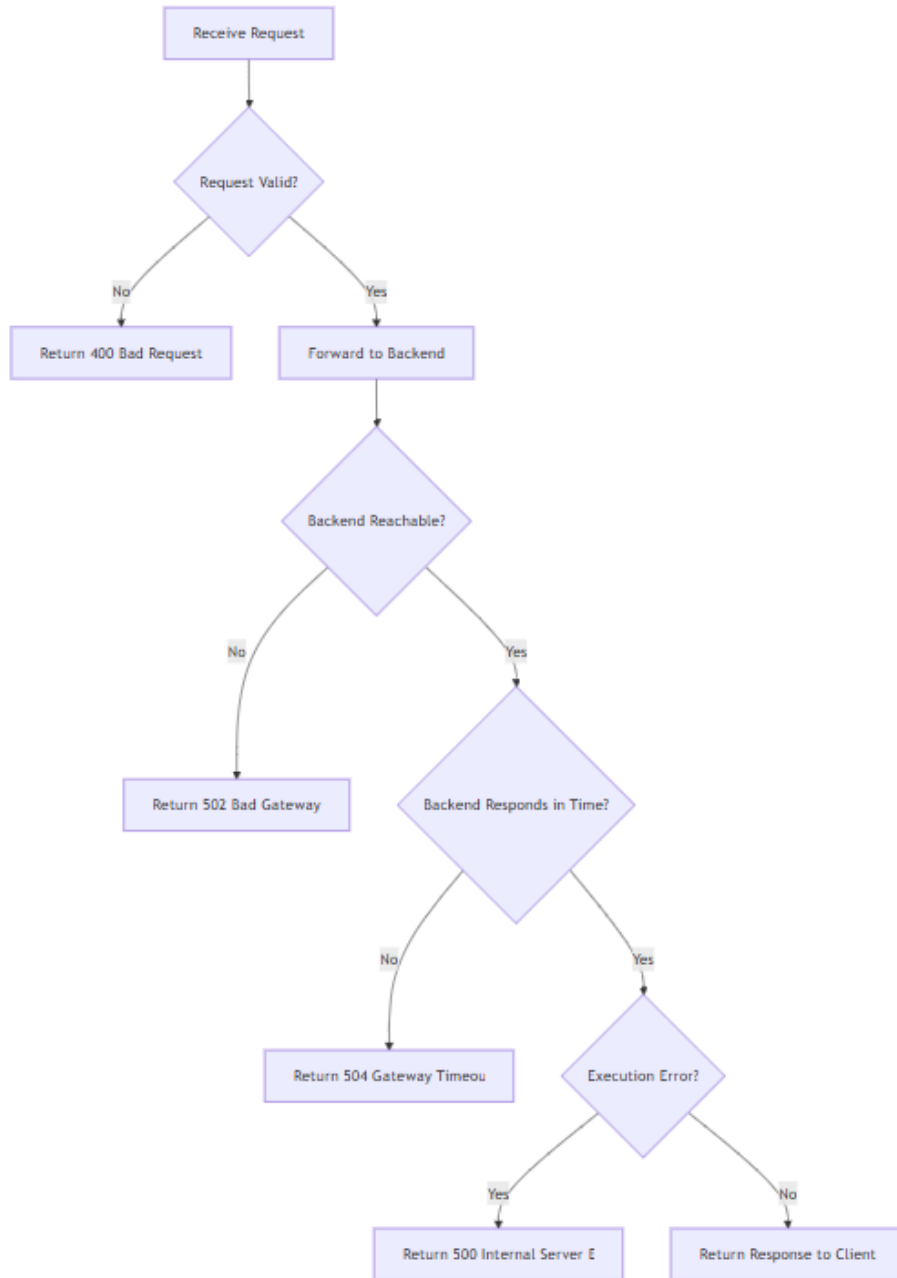 Receive Request
Request Valid?
No
Yes
Return 400 Bad Request
Forward to Backend
Backend Reachable?
No
Yes
Return 502 Bad Gateway
Backend Responds in Time?
No
Yes
Return 504 Gateway Timeou
Execution Error?
Yes
No
Return 500 Internal Server E
Return Response to Client